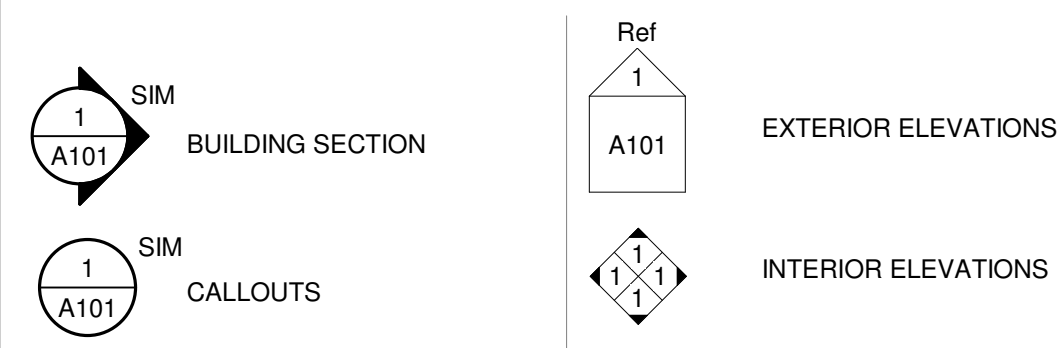 SIM
1
A101
BUILDING SECTION
SIM
1
A101
CALLOUTS
Ref
1
A101
EXTERIOR ELEVATIONS
1
1 1
1
INTERIOR ELEVATIONS